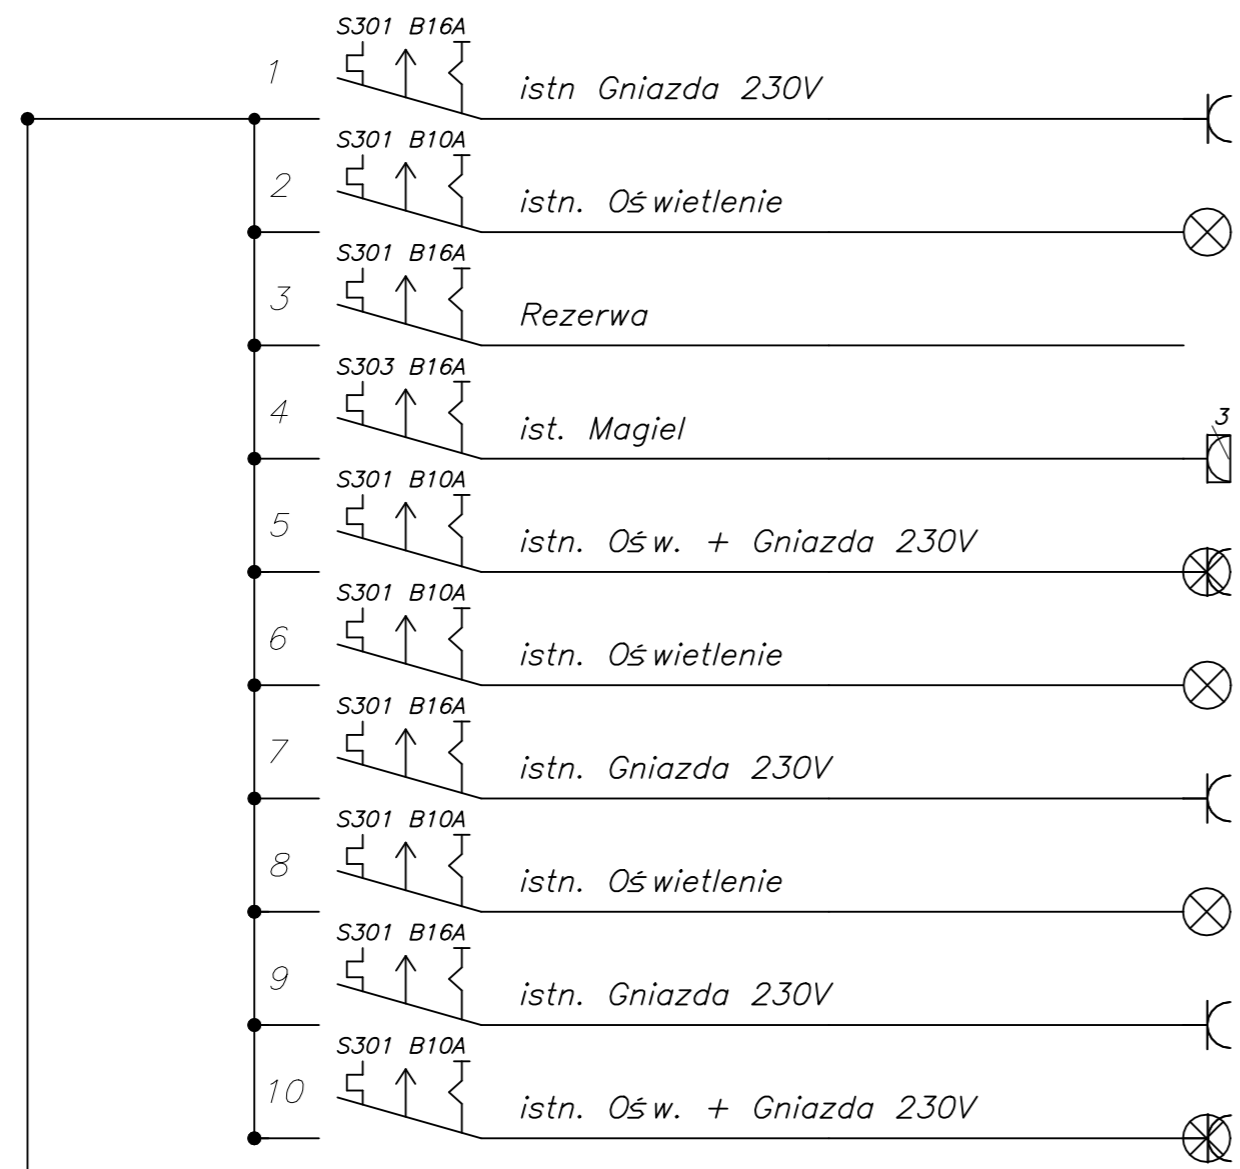 S301 B16A
1
istn Gniazda 230V
S301 B10A
2
istn. Oświetlenie
S301 B16A
3
Rezerwa
S303 B16A
4
ist. Magiel
3
S301 B10A
5
istn. Ośw. + Gniazda 230V
S301 B10A
6
istn. Oświetlenie
S301 B16A
7
istn. Gniazda 230V
S301 B10A
8
istn. Oświetlenie
S301 B16A
9
istn. Gniazda 230V
S301 B10A
10
istn. Ośw. + Gniazda 230V